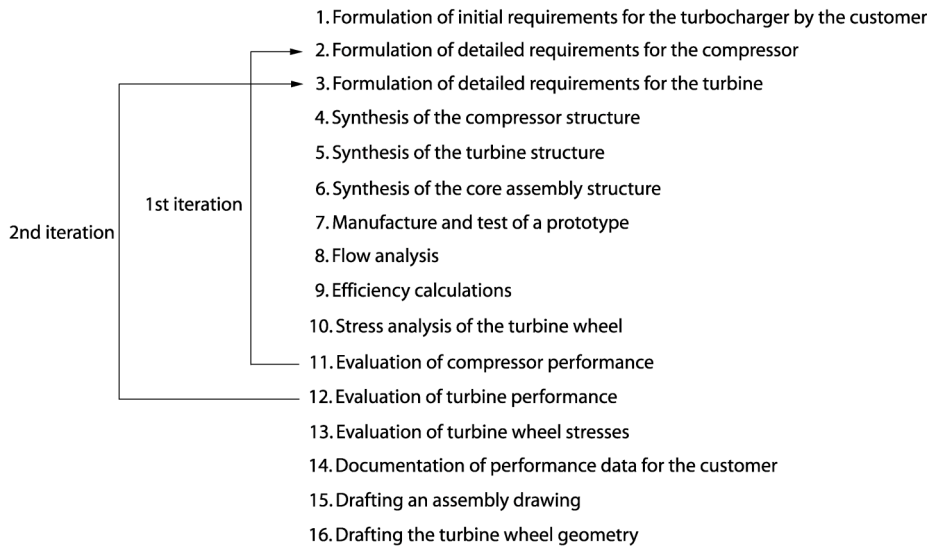 1. Formulation of initial requirements for the turbocharger by the customer
2. Formulation of detailed requirements for the compressor
3. Formulation of detailed requirements for the turbine
4. Synthesis of the compressor structure
5. Synthesis of the turbine structure
6. Synthesis of the core assembly structure
1st iteration
7. Manufacture and test of a prototype
2nd iteration
8. Flow analysis
9. Efficiency calculations
10. Stress analysis of the turbine wheel
11. Evaluation of compressor performance
12. Evaluation of turbine performance
13. Evaluation of turbine wheel stresses
14. Documentation of performance data for the customer
15. Drafting an assembly drawing
16. Drafting the turbine wheel geometry